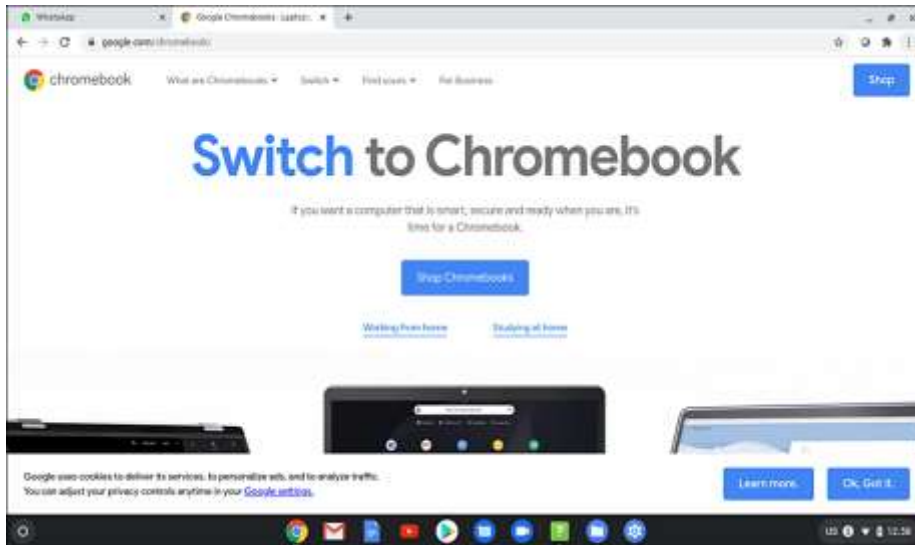 WhatsApp
Google Chromebooks - Laptop
google.com/chromebooks
chromebook
What are Chromebooks
Switch
Find yours
For Business
Shop
Switch to Chromebook
If you want a computer that is smart, secure and ready when you are, it's
time for a Chromebook.
Shop Chromebooks
Working from home
Studying at home
Google uses cookies to deliver its services, to personalize ads, and to analyze traffic.
You can adjust your privacy controls anytime in your Google settings.
Learn more.
Ok, Got it.
US